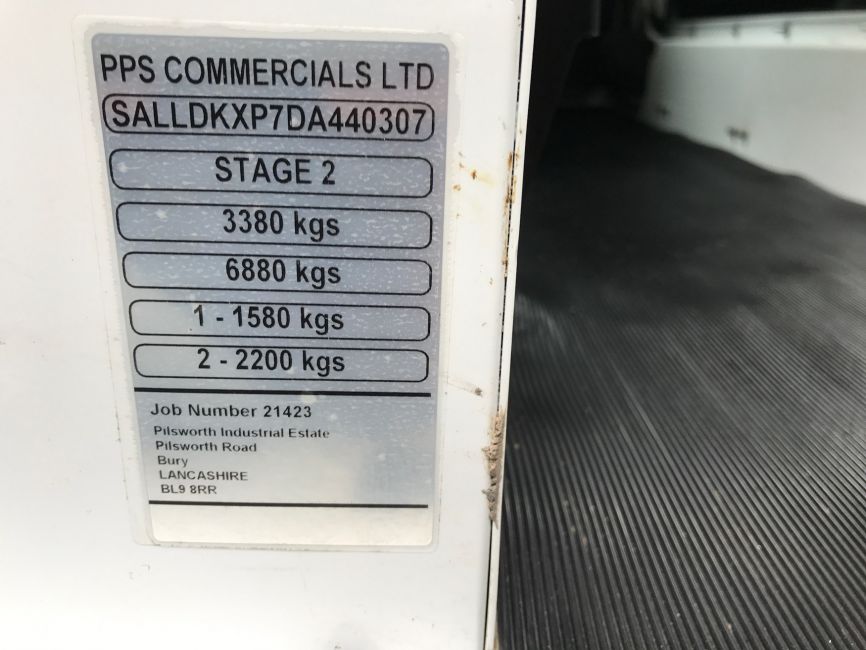 PPS COMMERCIALS LTD
SALLDKXP7DA440307
STAGE 2
3380 kgs
6880 kgs
1 - 1580 kgs
2 - 2200 kgs
Job Number 21423
Pilsworth Industrial Estate
Pilsworth Road
Bury
LANCASHIRE
BL9 8RR